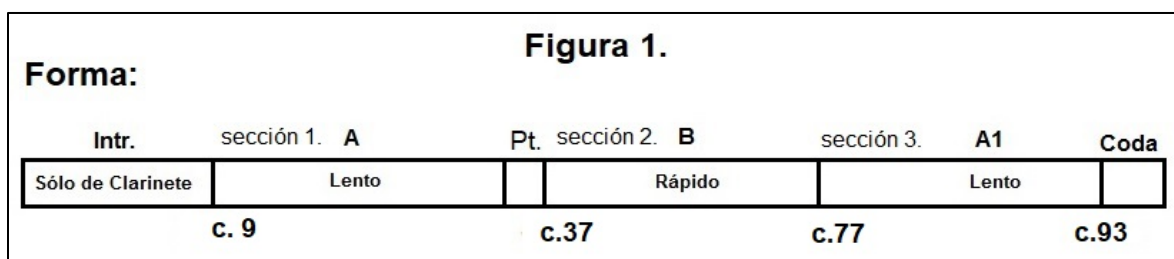 Figura 1.
Forma:
Intr. sección 1. A Pt. sección 2. B sección 3. A1 Coda
Sólo de Clarinete Lento Rápido Lento
c. 9 c.37 c.77 c.93